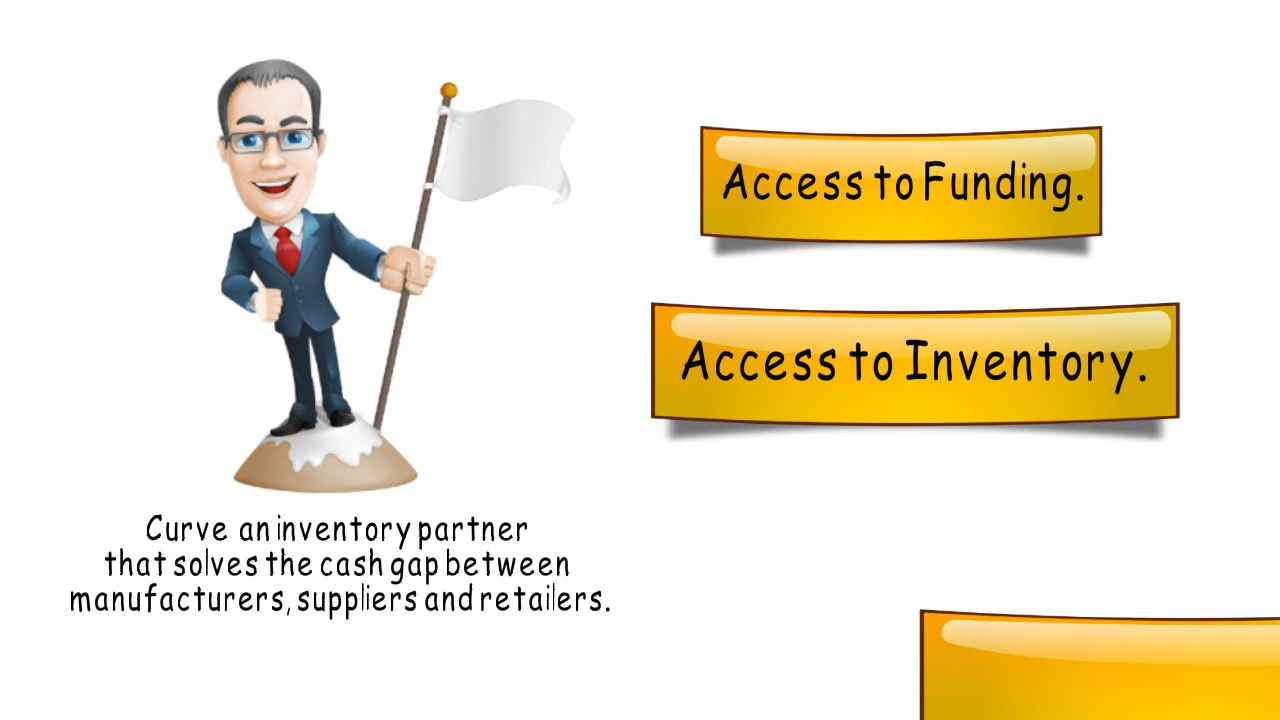 Access to Funding.
Access to Inventory.
Curve an inventory partner
that solves the cash gap between
manufacturers, suppliers and retailers.